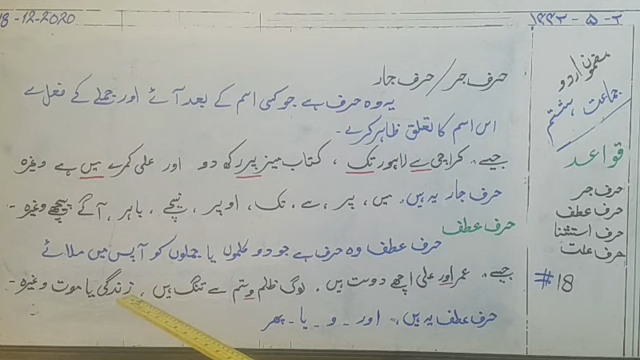 ۲-۵-۱۴۴۲
8-12-2020
مضمون اردو
جماعت ہشتم
قواعد
حرف جر
حرف عطف
حرف استثنا
حرف علت
#18
حرف جر/حرف جار
یہ وہ حرف ہے جو کسی اسم کے بعد آئے اور جملے کے فعل سے
اس اسم کا تعلق ظاہر کرے۔
جیسے۔ کراچی سے لاہور تک ، کتاب میز پر رکھ دو اور علی کمرے میں ہے وغیرہ
حرف جار یہ ہیں، میں ، پر ، سے ، تک ، اوپر ، نیچے ، باہر ، آگے پیچھے وغیرہ۔
حرف عطف
حرف عطف وہ حرف ہے جو دو کلموں یا جملوں کو آپس میں ملائے
جیسے۔ عمر اور علی اچھے دوست ہیں ، لوگ ظلم و ستم سے تنگ ہیں ، زندگی یا موت وغیرہ۔
حرف عطف یہ ہیں، اور ۔ و ۔ یا ۔ پھر